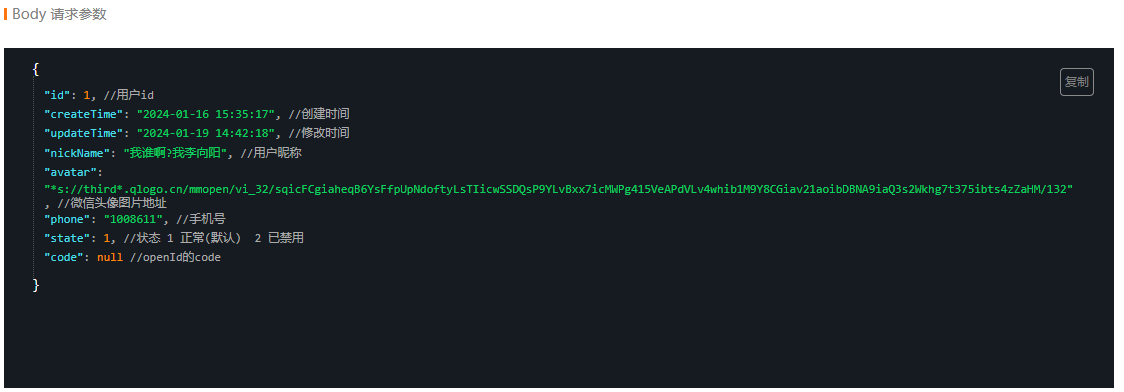 Body 请求参数
复制
{
"id": 1, //用户id
"createTime": "2024-01-16 15:35:17", //创建时间
"updateTime": "2024-01-19 14:42:18", //修改时间
"nickName": "我谁啊?我李向阳", //用户昵称
"avatar":
"*s://third*.qlogo.cn/mmopen/vi_32/sqicFCgiaheqB6YsFfpUpNdoftyLsTIicwSSDQsP9YLvBxx7icMWPg415VeAPdVLv4whib1M9Y8CGiav21aoibDBNA9iaQ3s2Wkhg7t375ibts4zZaHM/132"
, //微信头像图片地址
"phone": "1008611", //手机号
"state": 1, //状态 1 正常(默认)  2 已禁用
"code": null //openId的code
}